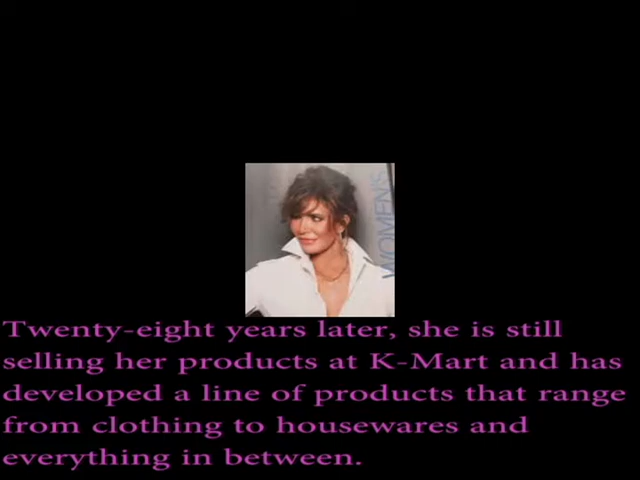 WOMEN'S
Twenty-eight years later, she is still
selling her products at K-Mart and has
developed a line of products that range
from clothing to housewares and
everything in between.